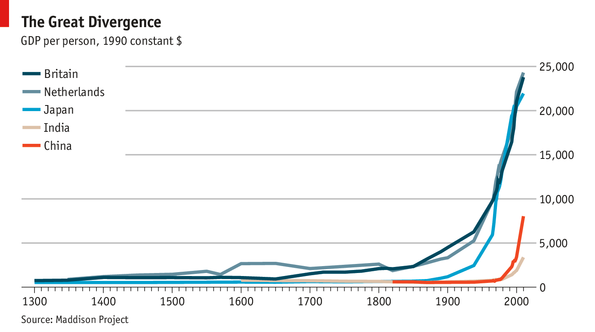 The Great Divergence
GDP per person, 1990 constant $
Britain
Netherlands
Japan
India
China
25,000
20,000
15,000
10,000
5,000
0
1300 1400 1500 1600 1700 1800 1900 2000
Source: Maddison Project